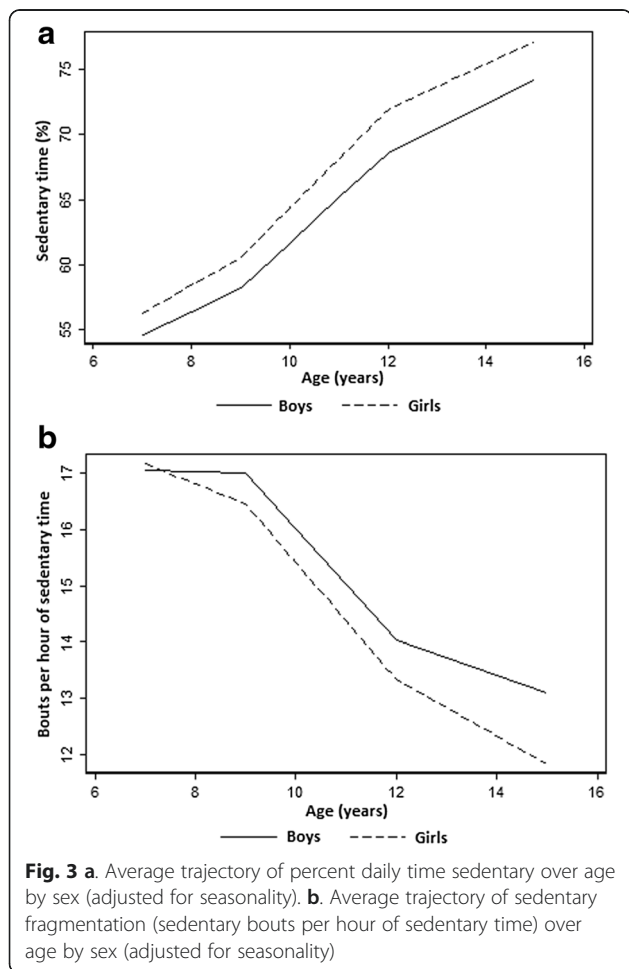 a
75
70
65
60
55
Sedentary time (%)
6 8 10 12 14 16
Age (years)
Boys Girls
b
17
16
15
14
13
12
Bouts per hour of sedentary time
6 8 10 12 14 16
Age (years)
Boys Girls
Fig. 3 a. Average trajectory of percent daily time sedentary over age
by sex (adjusted for seasonality). b. Average trajectory of sedentary
fragmentation (sedentary bouts per hour of sedentary time) over
age by sex (adjusted for seasonality)